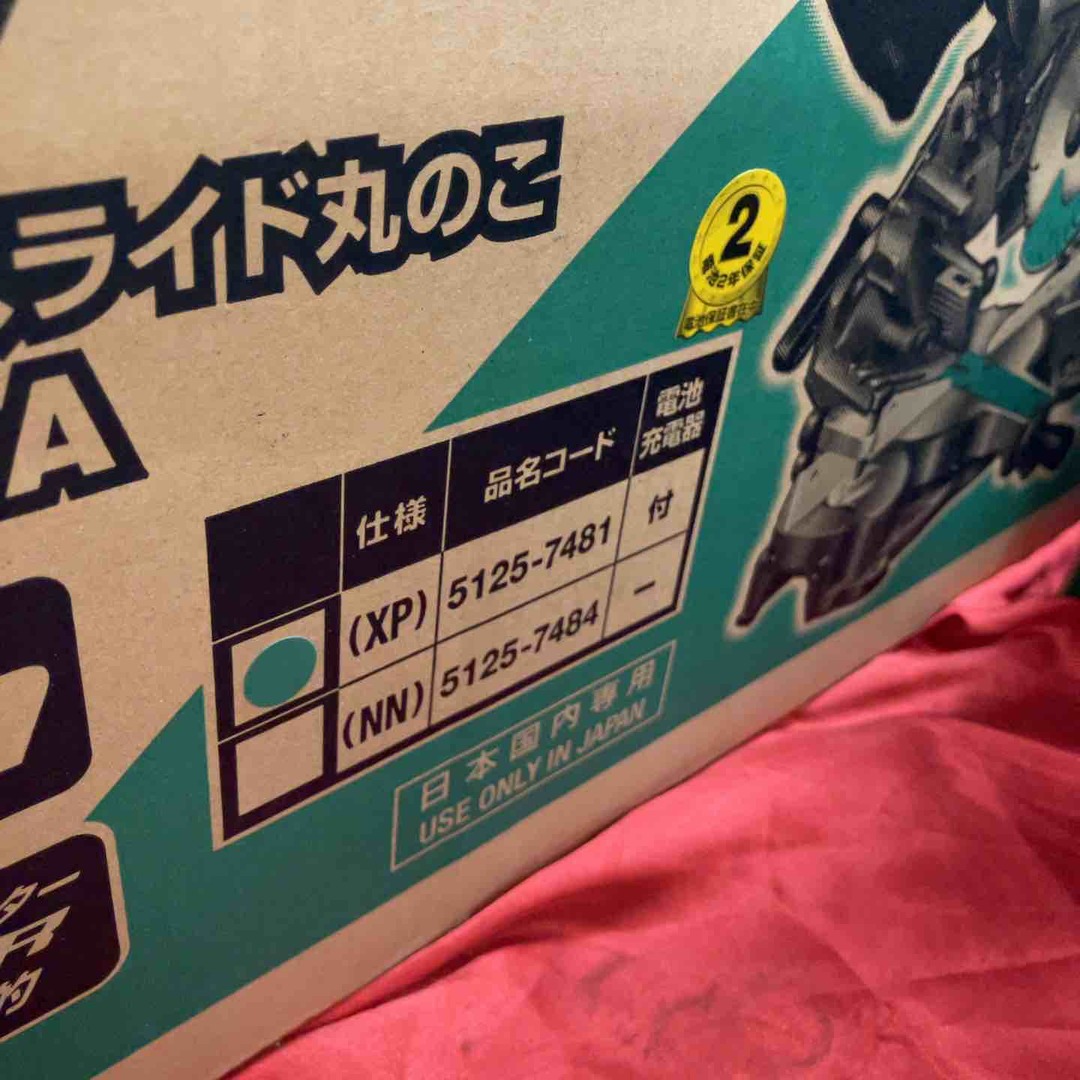 スライド丸のこ
A
2
電池2年保証
電池保証書在中
仕様 品名コード 電池充電器
(XP) 5125-7481 付
(NN) 5125-7484 −
日本国内専用
USE ONLY IN JAPAN
ター
付